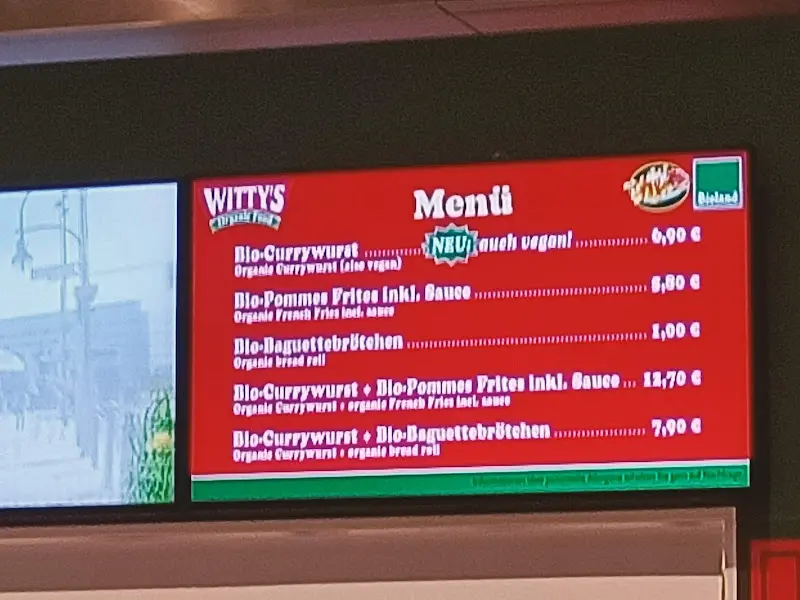 WITTY'S
Organic Food
Menü
Bioland
Bio-Currywurst ............ NEU! auch vegan! ............ 6,90 €
Organic Currywurst (also vegan)
Bio-Pommes Frites inkl. Sauce ............ 5,80 €
Organic French Fries incl. sauce
Bio-Baguettebrötchen ............ 1,00 €
Organic bread roll
Bio-Currywurst + Bio-Pommes Frites inkl. Sauce ... 12,70 €
Organic Currywurst + organic French Fries incl. sauce
Bio-Currywurst + Bio-Baguettebrötchen ............ 7,90 €
Organic Currywurst + organic bread roll